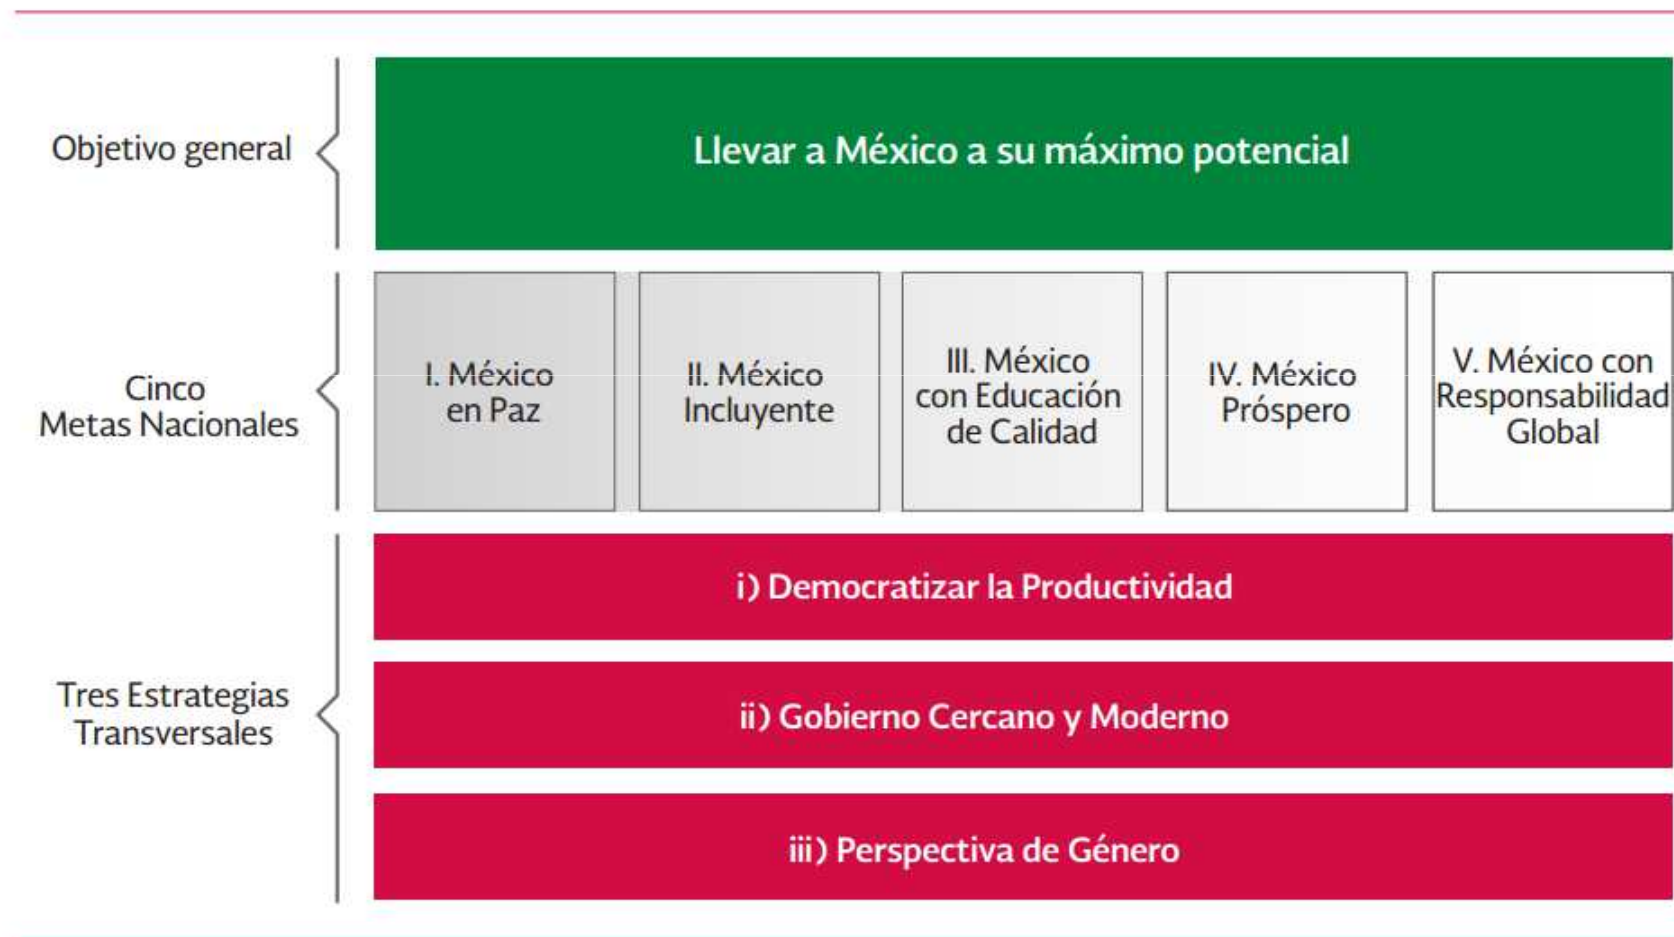 Objetivo general
Llevar a México a su máximo potencial
Cinco
Metas Nacionales
I. México
en Paz
II. México
Incluyente
III. México
con Educación
de Calidad
IV. México
Próspero
V. México con
Responsabilidad
Global
Tres Estrategias
Transversales
i) Democratizar la Productividad
ii) Gobierno Cercano y Moderno
iii) Perspectiva de Género